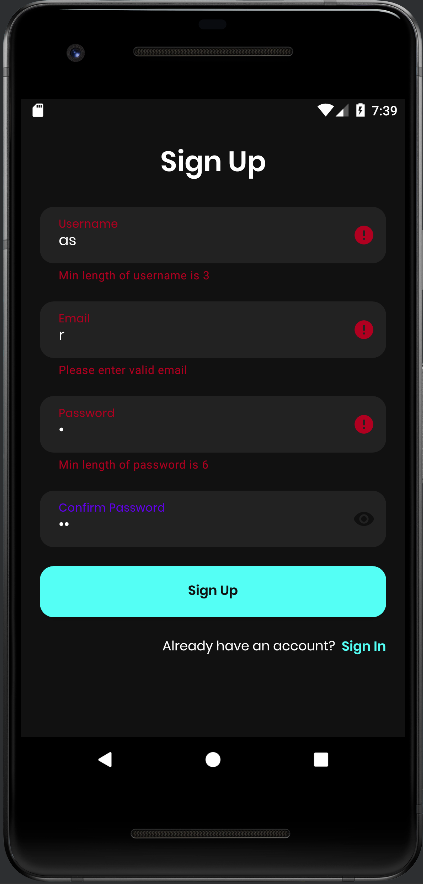 7:39
Sign Up
Username
as
Min length of username is 3
Email
r
Please enter valid email
Password
•
Min length of password is 6
Confirm Password
••
Sign Up
Already have an account? Sign In